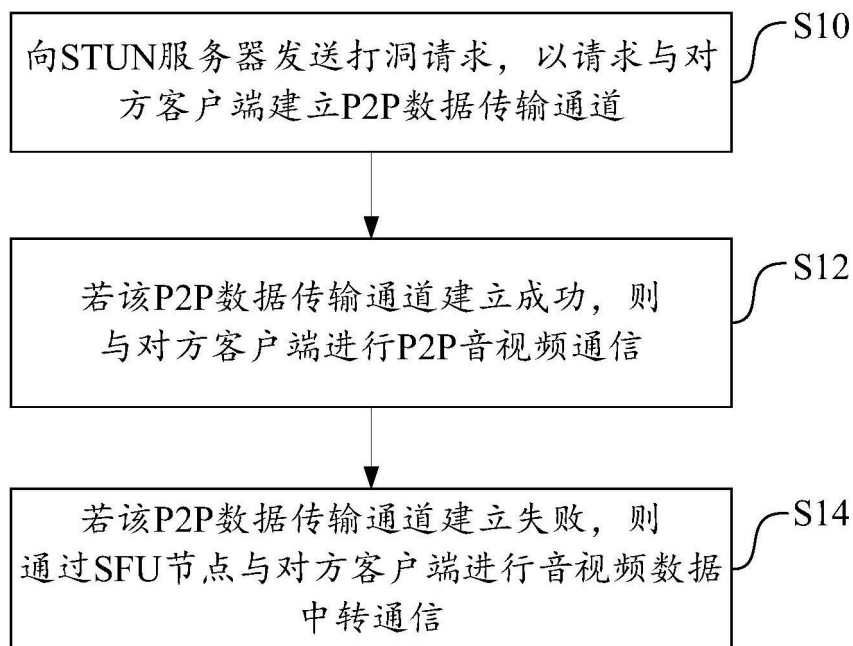 向STUN服务器发送打洞请求，以请求与对
方客户端建立P2P数据传输通道
S10
若该P2P数据传输通道建立成功，则
与对方客户端进行P2P音视频通信
S12
若该P2P数据传输通道建立失败，则
通过SFU节点与对方客户端进行音视频数据
中转通信
S14